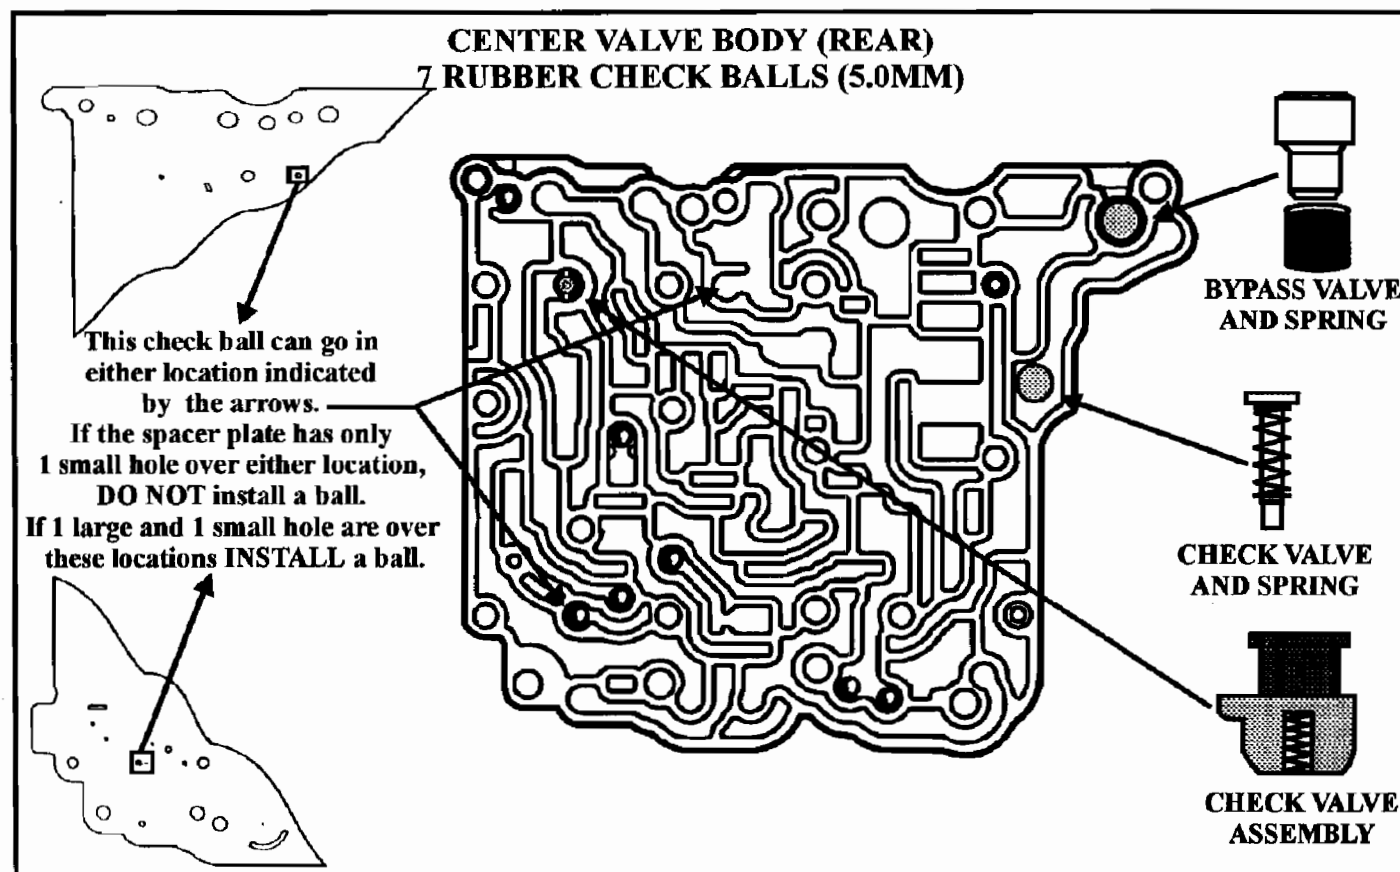 CENTER VALVE BODY (REAR)
7 RUBBER CHECK BALLS (5.0MM)
This check ball can go in
either location indicated
by the arrows.
If the spacer plate has only
1 small hole over either location,
DO NOT install a ball.
If 1 large and 1 small hole are over
these locations INSTALL a ball.
BYPASS VALVE
AND SPRING
CHECK VALVE
AND SPRING
CHECK VALVE
ASSEMBLY